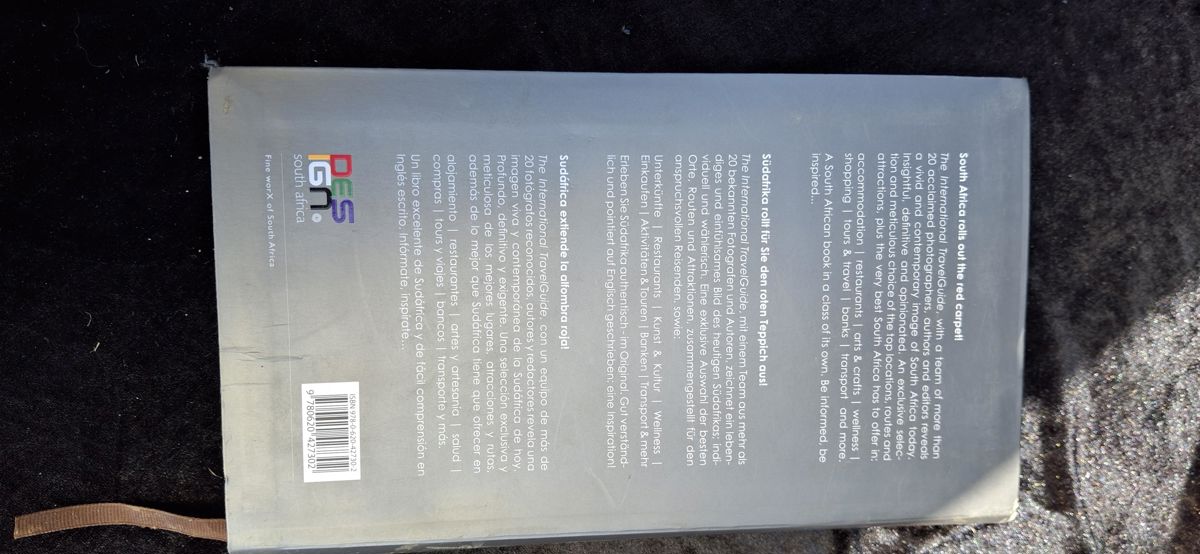 South Africa rolls out the red carpet!
The International TravelGuide, with a team of more than
20 acclaimed photographers, authors and editors reveals
a vivid and contemporary image of South Africa today.
Insightful, definitive and opinionated. An exclusive selec-
tion and meticulous choice of the top locations, routes and
attractions, plus the very best South Africa has to offer in:
accommodation | restaurants | arts & crafts | wellness |
shopping | tours & travel | banks | transport and more.
A South African book in a class of its own. Be informed, be
inspired...
Südafrika rollt für Sie den roten Teppich aus!
The International TravelGuide, mit einem Team aus mehr als
20 bekannten Fotografen und Autoren, zeichnet ein leben-
diges und einfühlsames Bild des heutigen Südafrikas; indi-
viduell und wählerisch. Eine exklusive Auswahl der besten
Orte, Routen und Attraktionen, zusammengestellt für den
anspruchsvollen Reisenden, sowie:
Unterkünfte | Restaurants | Kunst & Kultur | Wellness |
Einkaufen | Aktivitäten & Touren | Banken | Transport & mehr
Erleben Sie Südafrika authentisch - im Orignal. Gut verständ-
lich und pointiert auf Englisch geschrieben; eine Inspiration!
Sudáfrica extiende la alfombra roja!
The International TravelGuide, con un equipo de más de
20 fotógrafos reconocidos, autores y redactores revela una
imagen viva y contemporánea de la Sudáfrica de hoy.
Profundo, definitivo y exigente. Una selección exclusiva y
meticulosa de los mejores lugares, atracciones y rutas,
además de lo mejor que Sudáfrica tiene que ofrecer en
alojamiento | restaurantes | artes y artesania | salud |
compras | tours y viajes | bancos | transporte y más.
Un libro excelente de Sudáfrica y de fácil comprensión en
Inglés escrito. Infórmate, inspírate...
DES
IGN.
south africa
Fine worX of South Africa
ISBN 978-0-620-42730-2
9 780620 427302